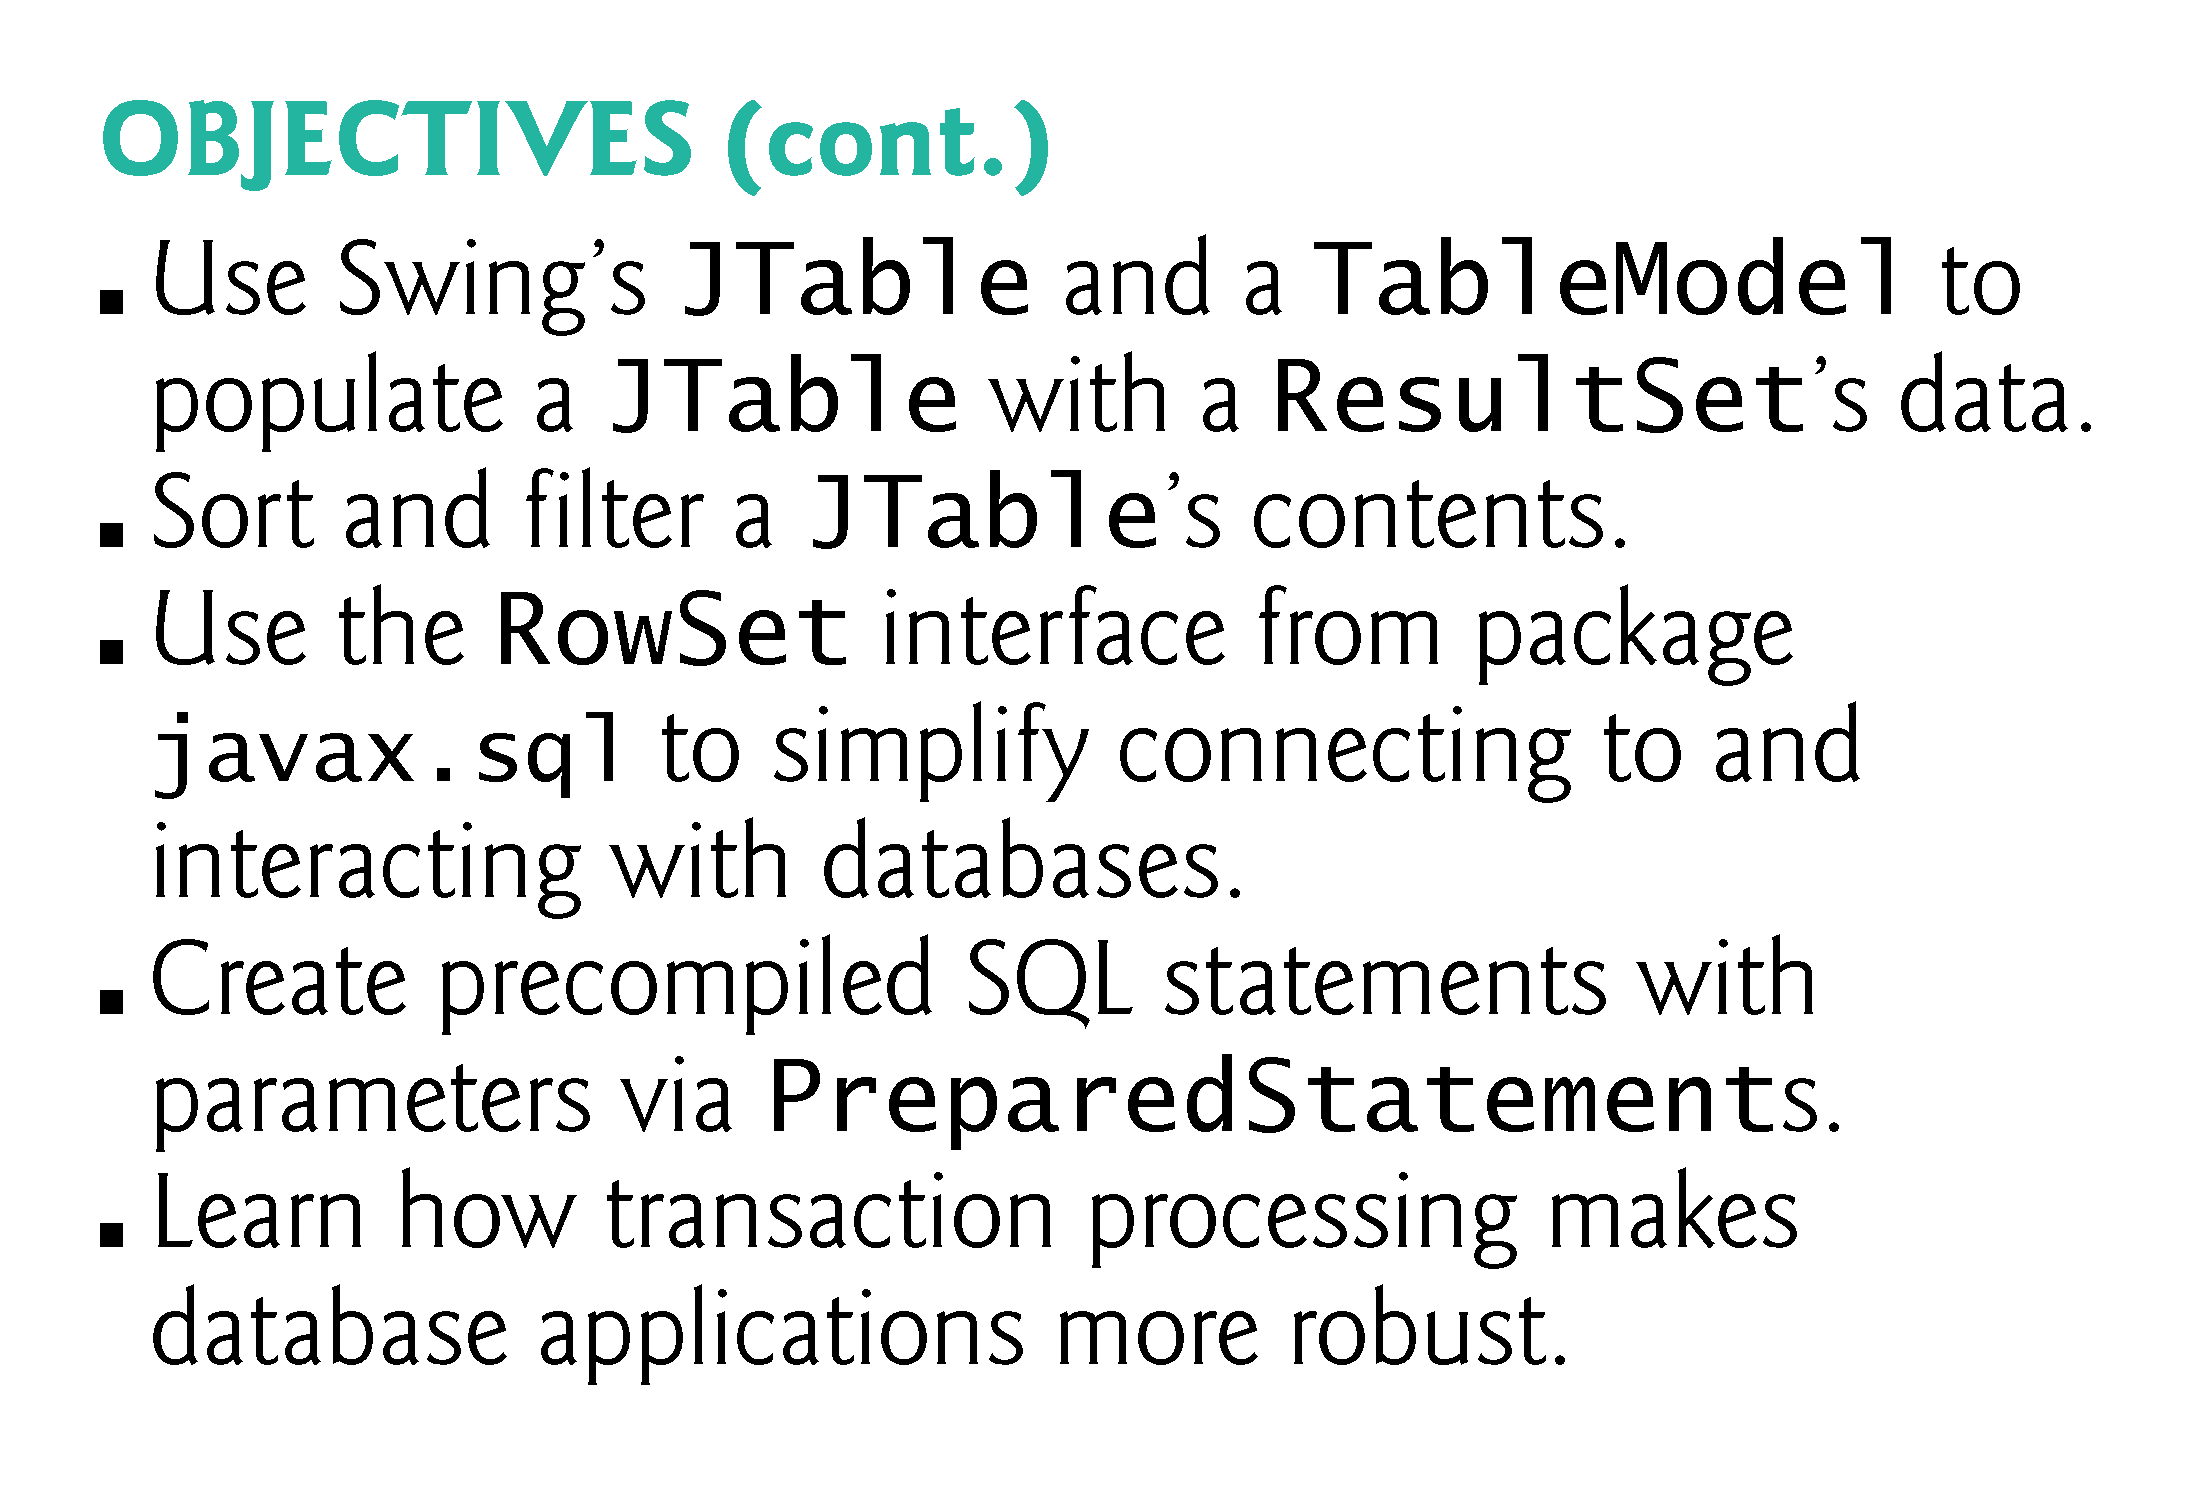 OBJECTIVES (cont.)
▪ Use Swing’s JTable and a TableModel to
populate a JTable with a ResultSet’s data.
▪ Sort and filter a JTable’s contents.
▪ Use the RowSet interface from package
javax.sql to simplify connecting to and
interacting with databases.
▪ Create precompiled SQL statements with
parameters via PreparedStatements.
▪ Learn how transaction processing makes
database applications more robust.